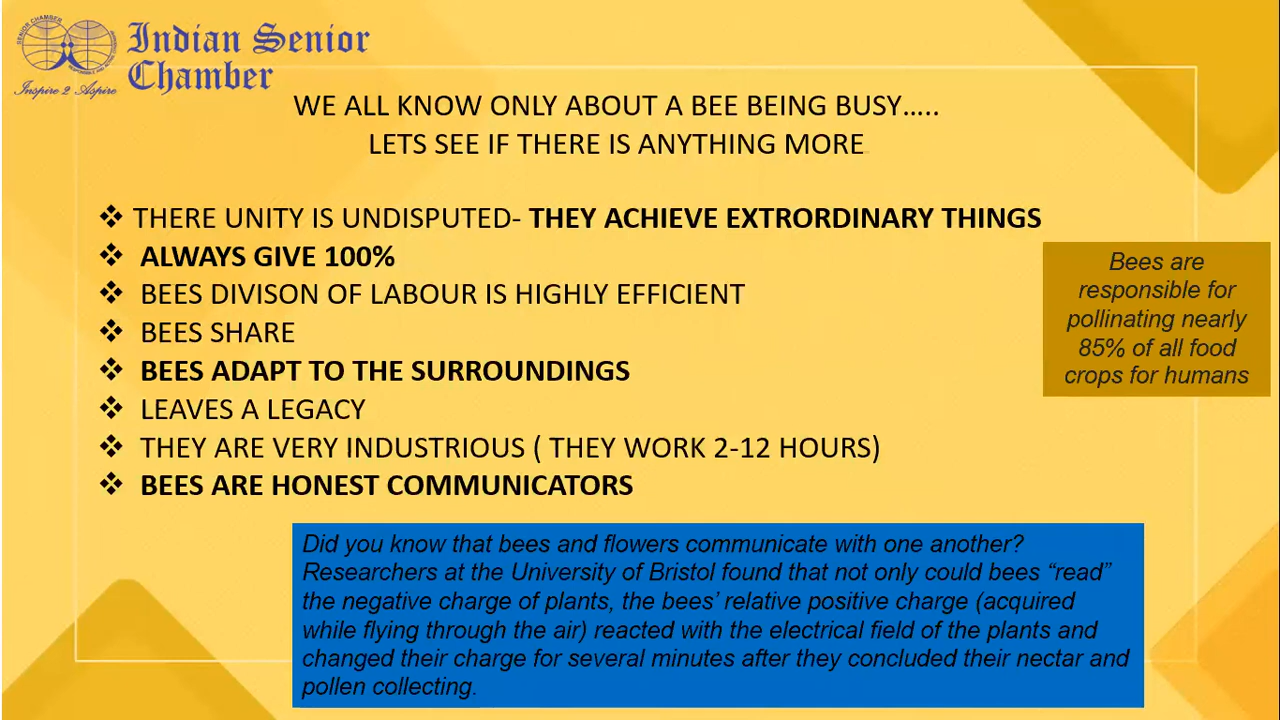 Indian Senior
Chamber
Inspire 2 Aspire
WE ALL KNOW ONLY ABOUT A BEE BEING BUSY.....
LETS SEE IF THERE IS ANYTHING MORE
❖ THERE UNITY IS UNDISPUTED- THEY ACHIEVE EXTRORDINARY THINGS
❖ ALWAYS GIVE 100%
❖ BEES DIVISON OF LABOUR IS HIGHLY EFFICIENT
❖ BEES SHARE
❖ BEES ADAPT TO THE SURROUNDINGS
❖ LEAVES A LEGACY
❖ THEY ARE VERY INDUSTRIOUS ( THEY WORK 2-12 HOURS)
❖ BEES ARE HONEST COMMUNICATORS
Bees are
responsible for
pollinating nearly
85% of all food
crops for humans
Did you know that bees and flowers communicate with one another?
Researchers at the University of Bristol found that not only could bees “read”
the negative charge of plants, the bees’ relative positive charge (acquired
while flying through the air) reacted with the electrical field of the plants and
changed their charge for several minutes after they concluded their nectar and
pollen collecting.